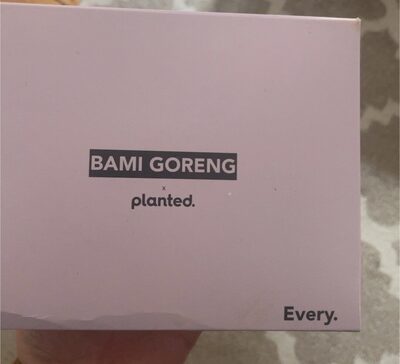 BAMI GORENG
x
planted.
Every.